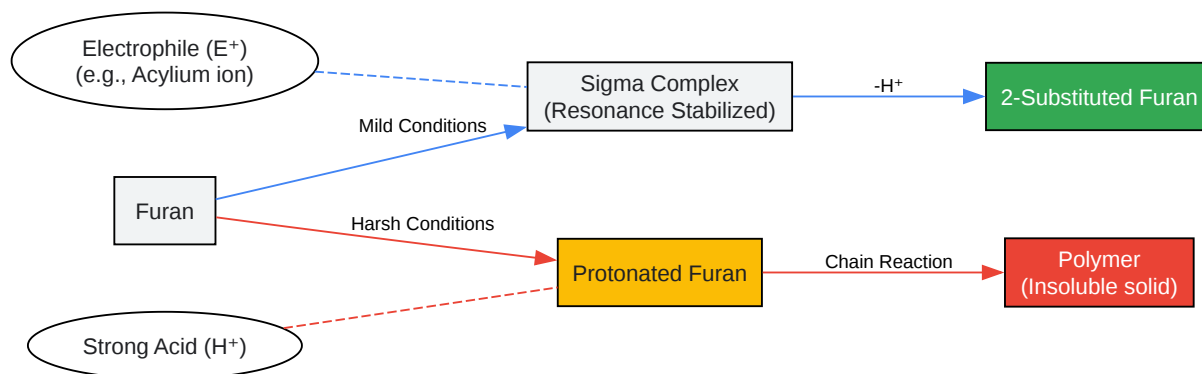 Electrophile (E⁺)
(e.g., Acylium ion)
Sigma Complex
(Resonance Stabilized)
-H⁺
2-Substituted Furan
Mild Conditions
Furan
Harsh Conditions
Protonated Furan
Chain Reaction
Polymer
(Insoluble solid)
Strong Acid (H⁺)